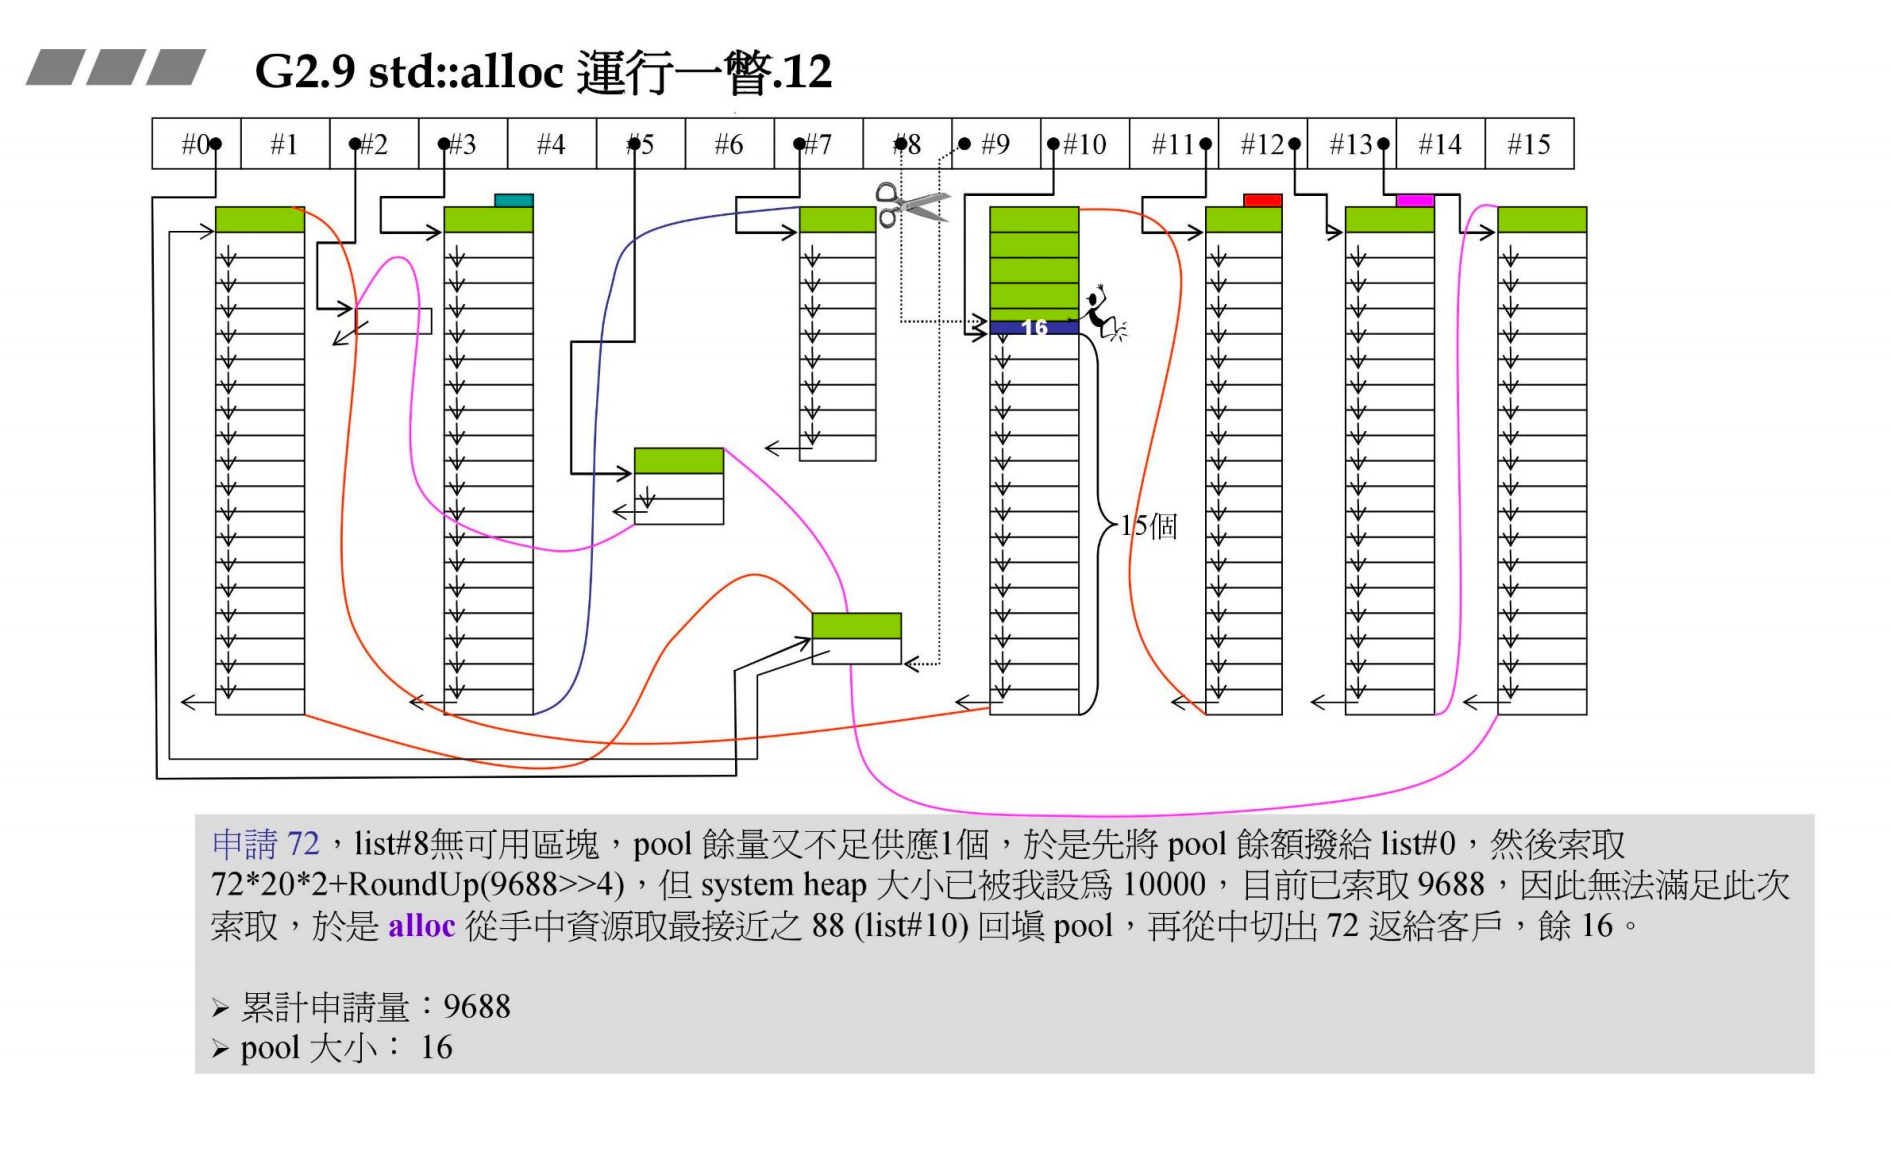 G2.9 std::alloc 運行一瞥.12
#0 #1 #2 #3 #4 #5 #6 #7 #8 #9 #10 #11 #12 #13 #14 #15
16
15個
申請 72，list#8無可用區塊，pool 餘量又不足供應1個，於是先將 pool 餘額撥給 list#0，然後索取
72*20*2+RoundUp(9688>>4)，但 system heap 大小已被我設為 10000，目前已索取 9688，因此無法滿足此次
索取，於是 alloc 從手中資源取最接近之 88 (list#10) 回填 pool，再從中切出 72 返給客戶，餘 16。
➢ 累計申請量：9688
➢ pool 大小： 16